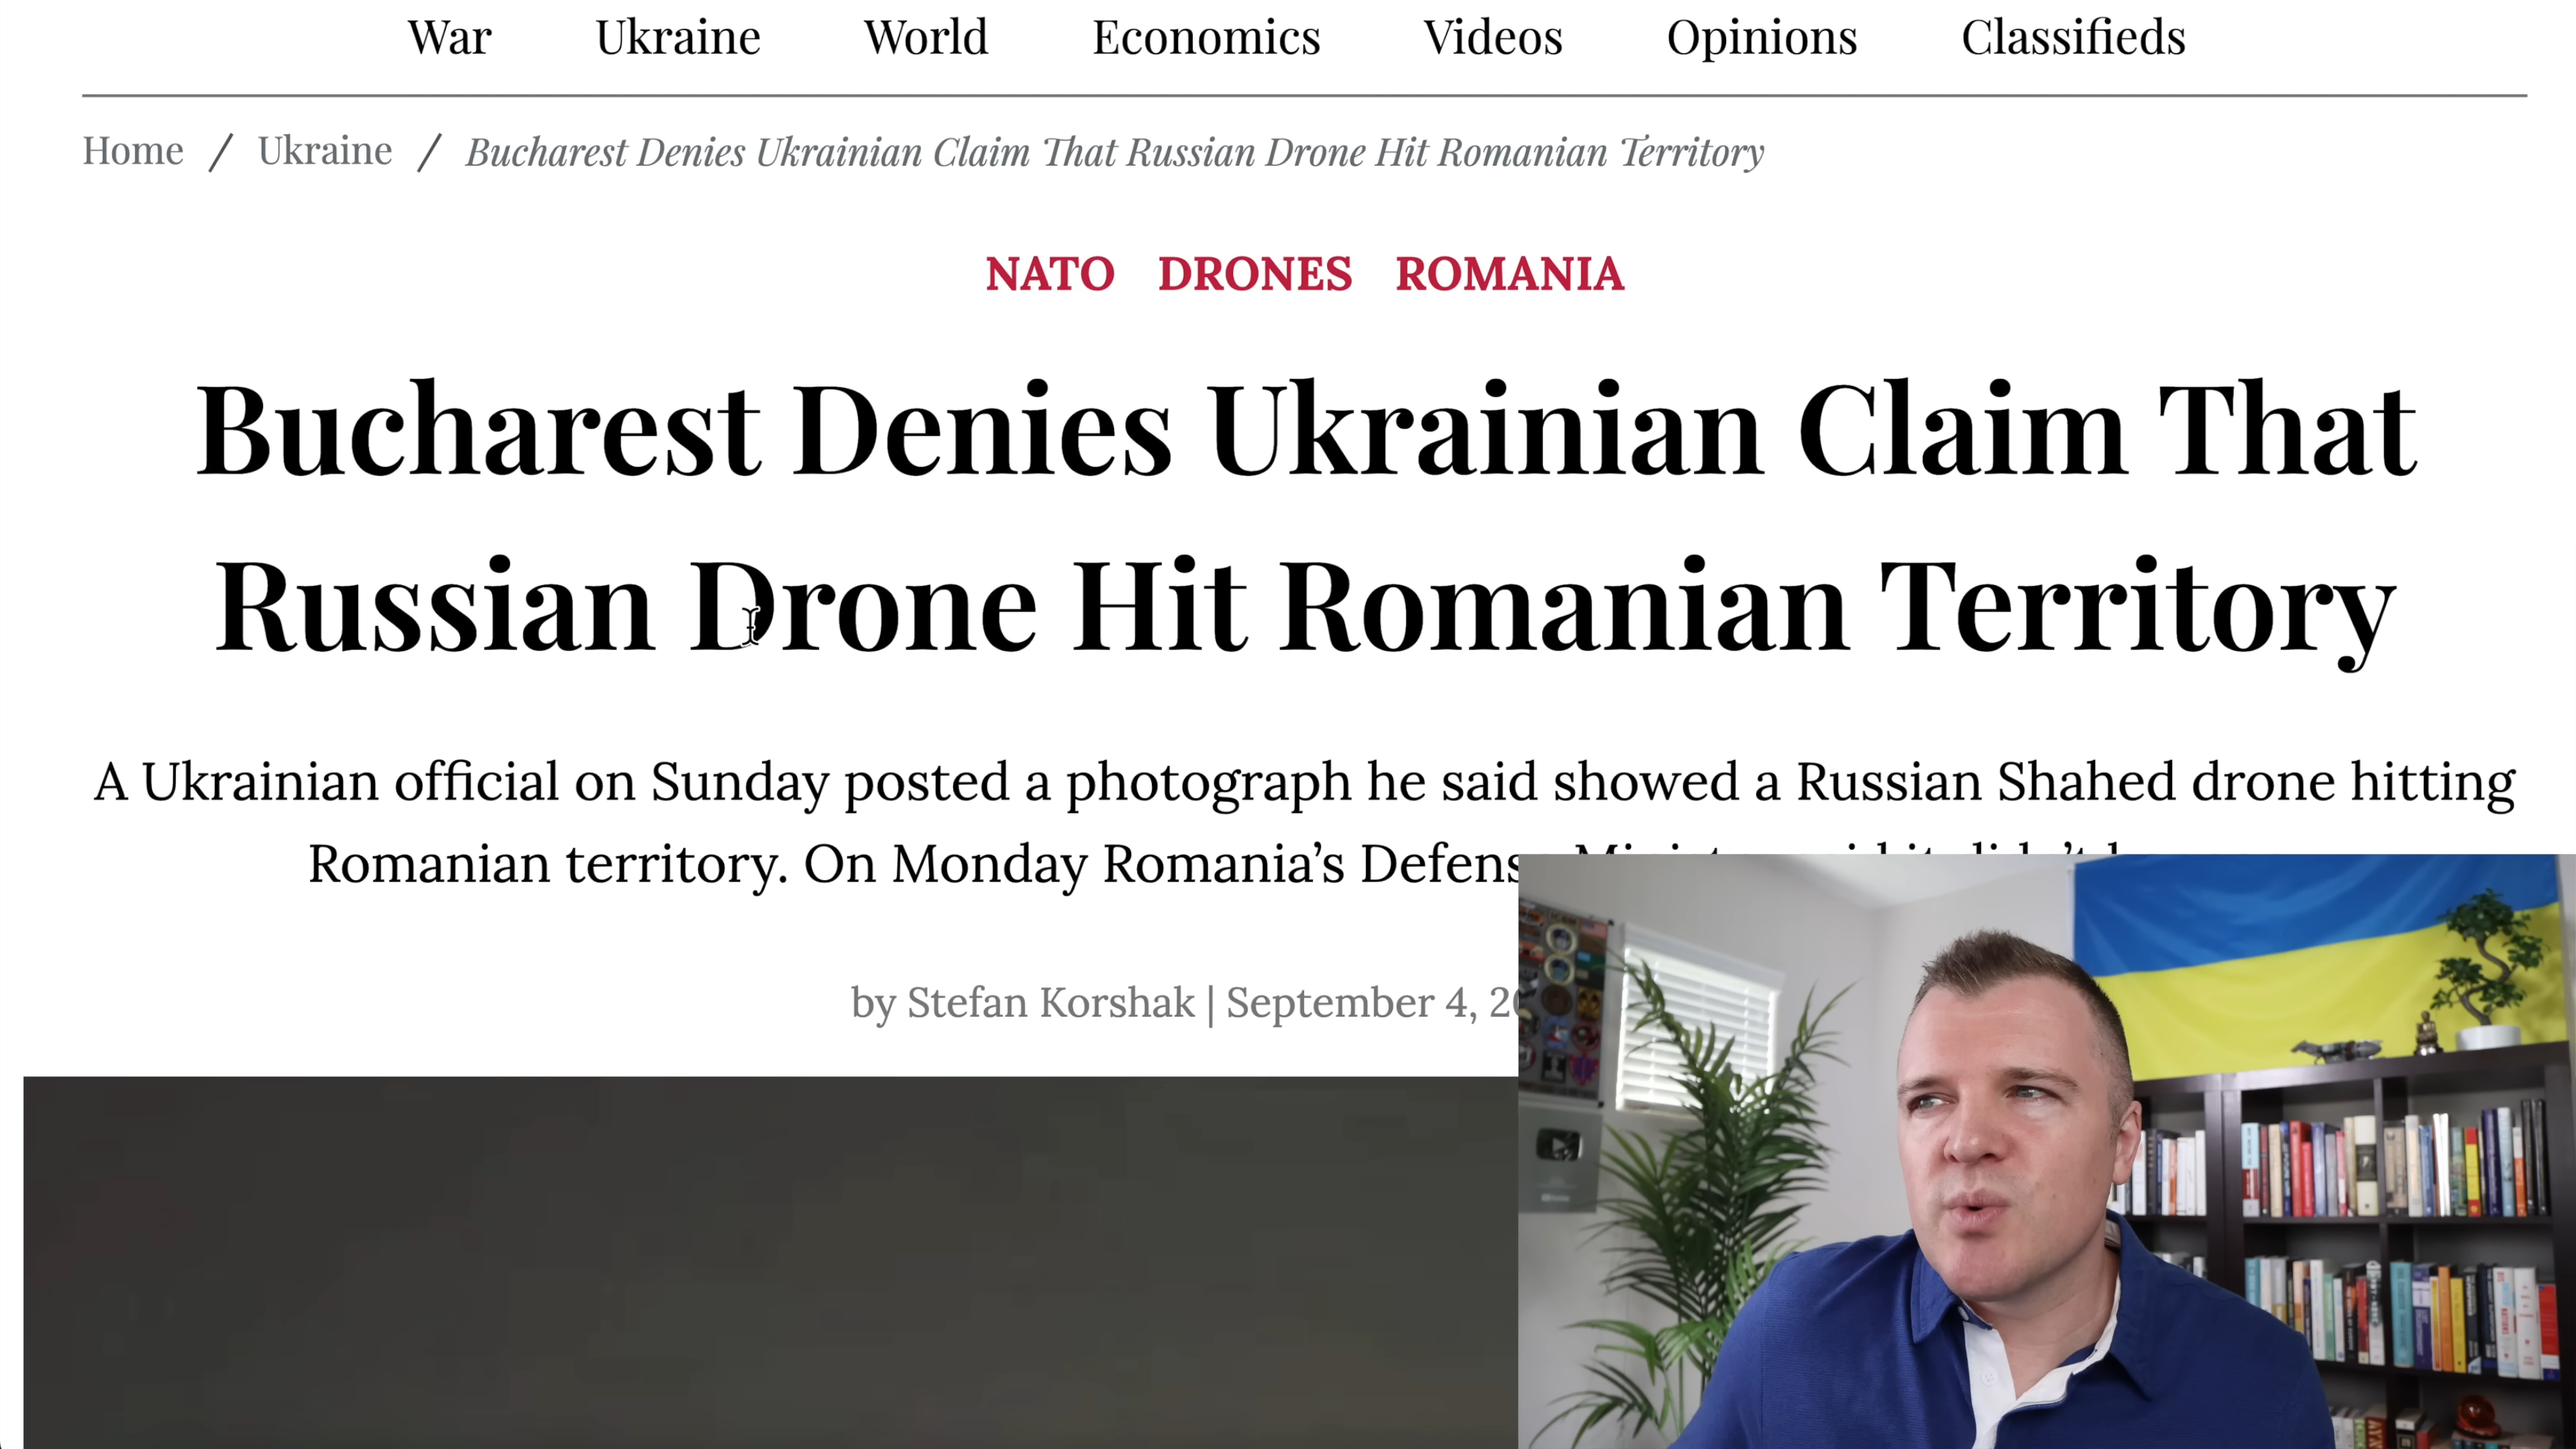 War Ukraine World Economics Videos Opinions Classifieds
Home / Ukraine / Bucharest Denies Ukrainian Claim That Russian Drone Hit Romanian Territory
NATO DRONES ROMANIA
Bucharest Denies Ukrainian Claim That
Russian Drone Hit Romanian Territory
A Ukrainian official on Sunday posted a photograph he said showed a Russian Shahed drone hitting
Romanian territory. On Monday Romania’s Defens
by Stefan Korshak | September 4, 20